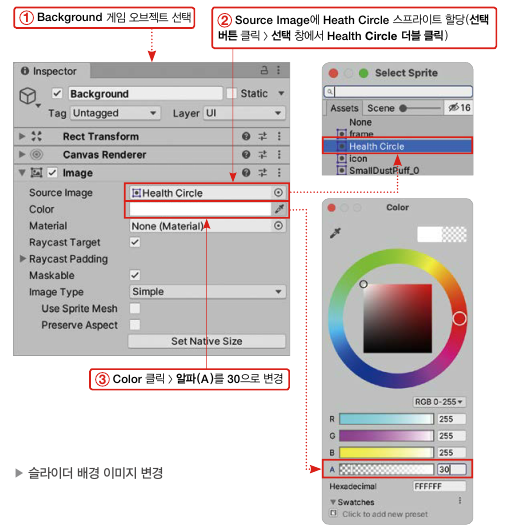 ① Background 게임 오브젝트 선택
② Source Image에 Heath Circle 스프라이트 할당(선택
버튼 클릭 > 선택 창에서 Health Circle 더블 클릭)
Inspector
Background
Static
Tag Untagged Layer UI
Rect Transform
Canvas Renderer
Image
Source Image Health Circle
Color
Material None (Material)
Raycast Target
Raycast Padding
Maskable
Image Type Simple
Use Sprite Mesh
Preserve Aspect
Set Native Size
③ Color 클릭 > 알파(A)를 30으로 변경
▶ 슬라이더 배경 이미지 변경
Select Sprite
Assets Scene 16
None
frame
Health Circle
icon
SmallDustPuff_0
Color
RGB 0-255
R 255
G 255
B 255
A 30
Hexadecimal FFFFFF
Swatches
Click to add new preset